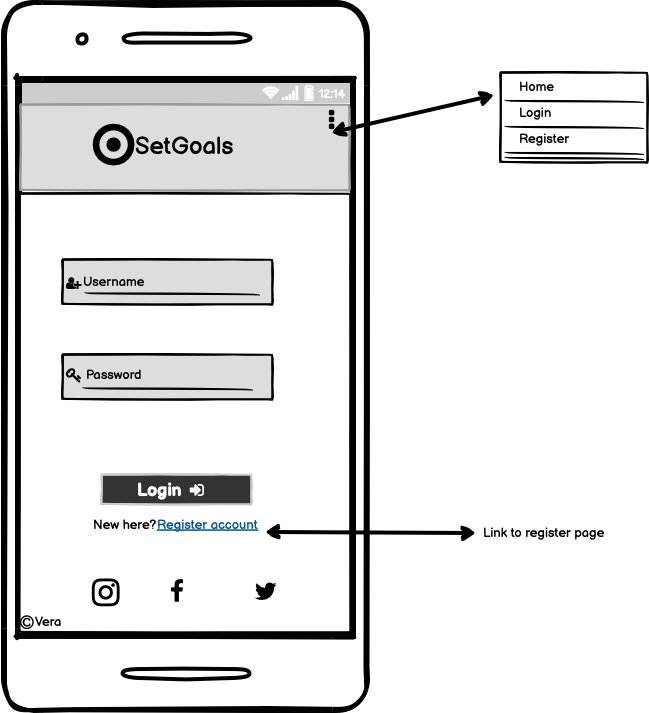 12:14
SetGoals
Home
Login
Register
Username
Password
Login
New here?Register account
Link to register page
©Vera